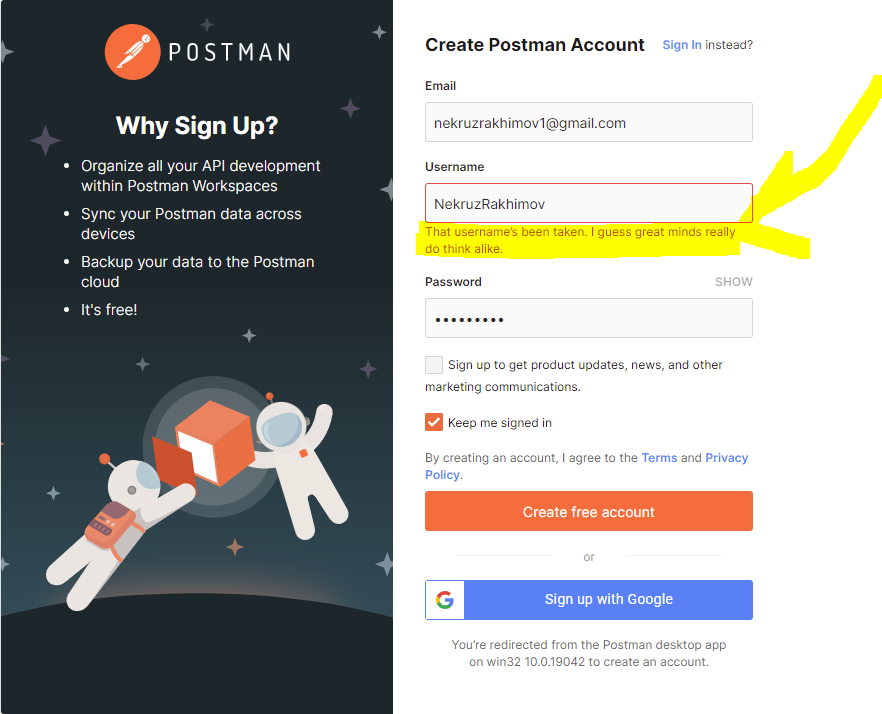 POSTMAN
Why Sign Up?
• Organize all your API development
within Postman Workspaces
• Sync your Postman data across
devices
• Backup your data to the Postman
cloud
• It's free!
Create Postman Account Sign In instead?
Email
nekruzrakhimov1@gmail.com
Username
NekruzRakhimov
That username's been taken. I guess great minds really
do think alike.
Password SHOW
•••••••••
Sign up to get product updates, news, and other
marketing communications.
Keep me signed in
By creating an account, I agree to the Terms and Privacy
Policy.
Create free account
or
G Sign up with Google
You're redirected from the Postman desktop app
on win32 10.0.19042 to create an account.